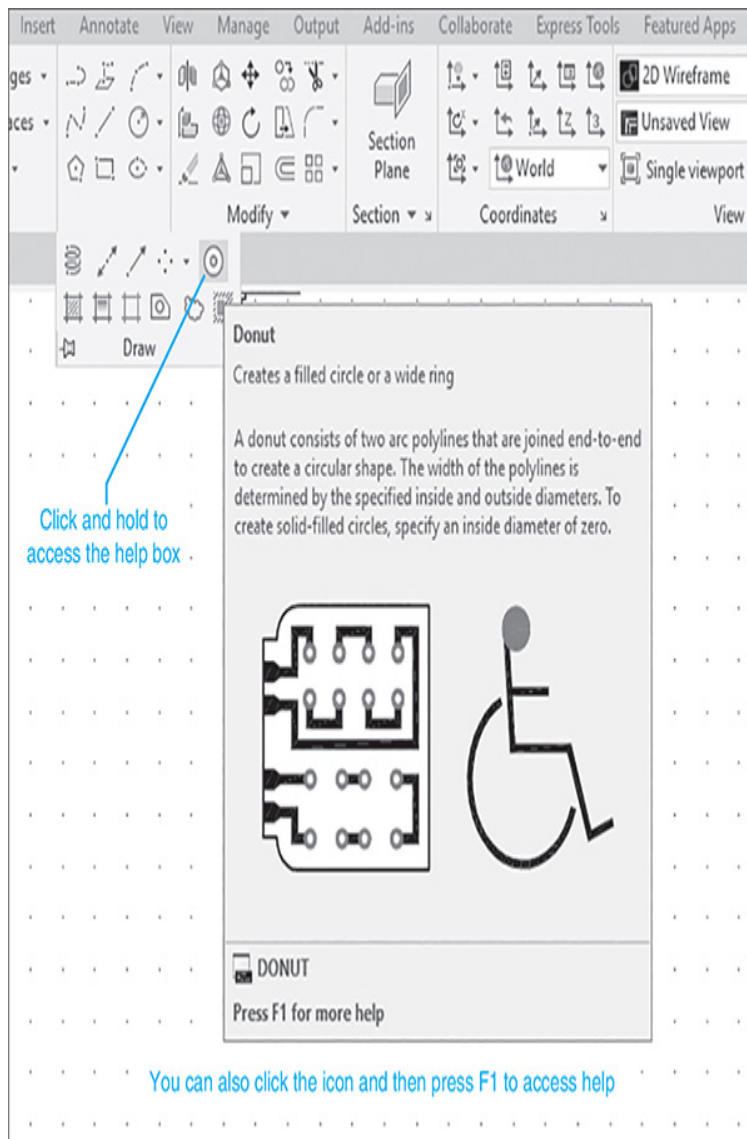 Insert Annotate View Manage Output Add-ins Collaborate Express Tools Featured Apps
ges
2D Wireframe
aces
Unsaved View
Section
Plane
World
Single viewport
Modify
Section
Coordinates
View
Draw
Donut
Creates a filled circle or a wide ring
A donut consists of two arc polylines that are joined end-to-end
to create a circular shape. The width of the polylines is
determined by the specified inside and outside diameters. To
create solid-filled circles, specify an inside diameter of zero.
Click and hold to
access the help box
DONUT
Press F1 for more help
You can also click the icon and then press F1 to access help